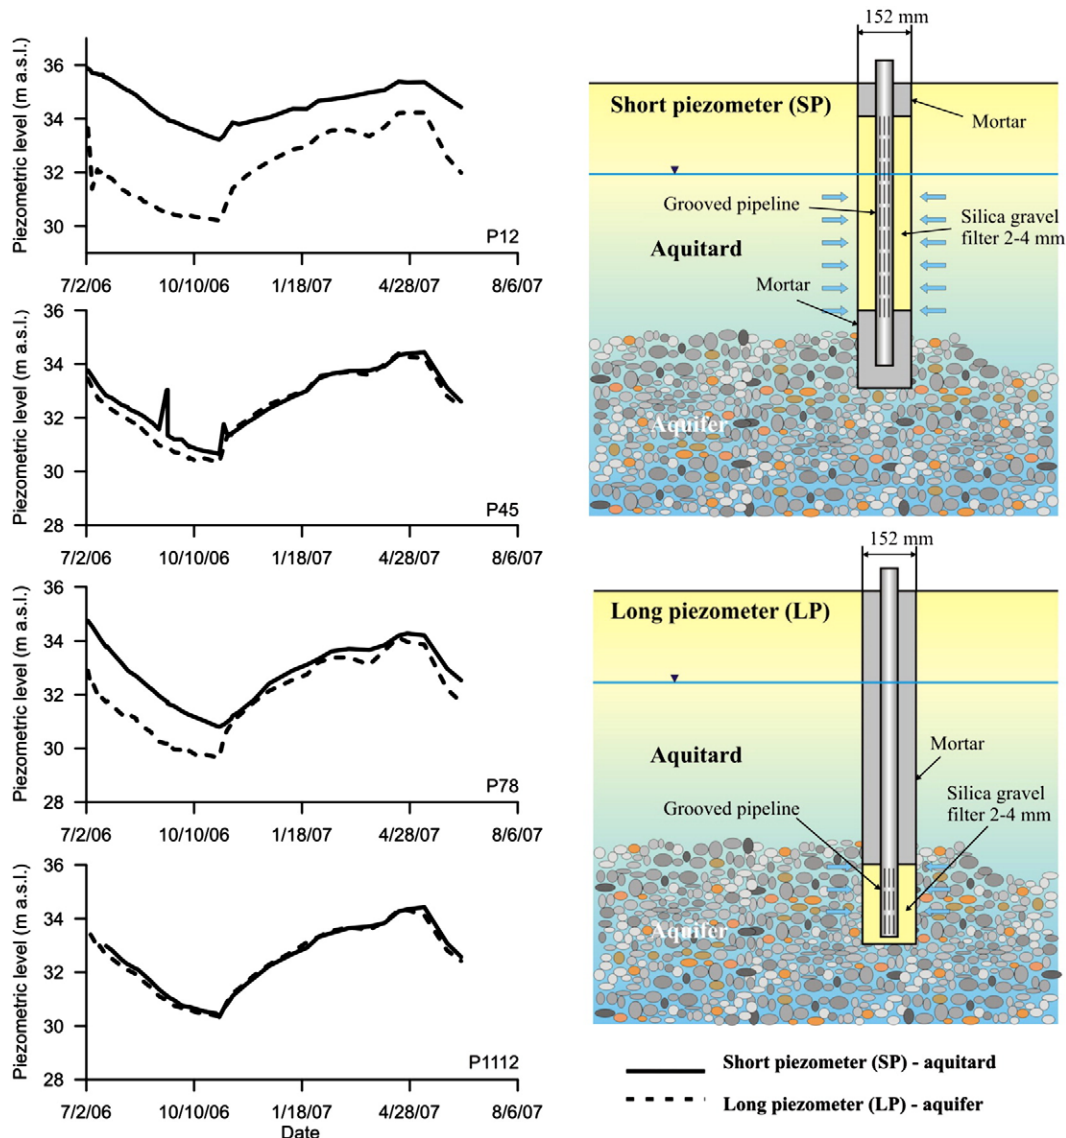 Piezometric level (m a.s.l.)
36
34
32
30
P12
7/2/06 10/10/06 1/18/07 4/28/07 8/6/07
Piezometric level (m a.s.l.)
36
34
32
30
28
P45
7/2/06 10/10/06 1/18/07 4/28/07 8/6/07
Piezometric level (m a.s.l.)
36
34
32
30
28
P78
7/2/06 10/10/06 1/18/07 4/28/07 8/6/07
Piezometric level (m a.s.l.)
36
34
32
30
28
P1112
7/2/06 10/10/06 1/18/07 4/28/07 8/6/07
Date
152 mm
Short piezometer (SP)
Mortar
Grooved pipeline
Silica gravel
filter 2-4 mm
Aquitard
Mortar
Aquifer
152 mm
Long piezometer (LP)
Aquitard
Mortar
Silica gravel
filter 2-4 mm
Grooved pipeline
Aquifer
Short piezometer (SP) - aquitard
Long piezometer (LP) - aquifer